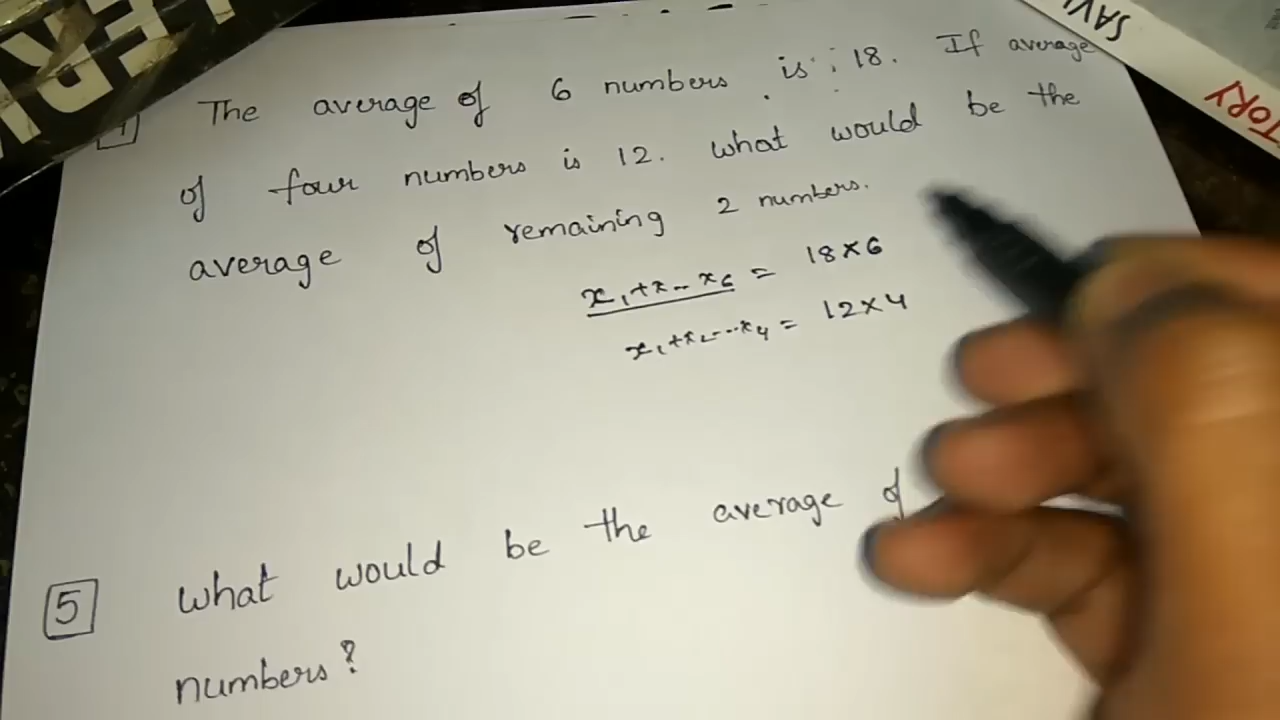 The average of 6 numbers is 18. If average
of four numbers is 12. What would be the
average of remaining 2 numbers.
x₁+x..x₆ = 18×6
x₁+x₂--..x₄ = 12×4
5 What would be the average of
numbers?
SAV
TORY